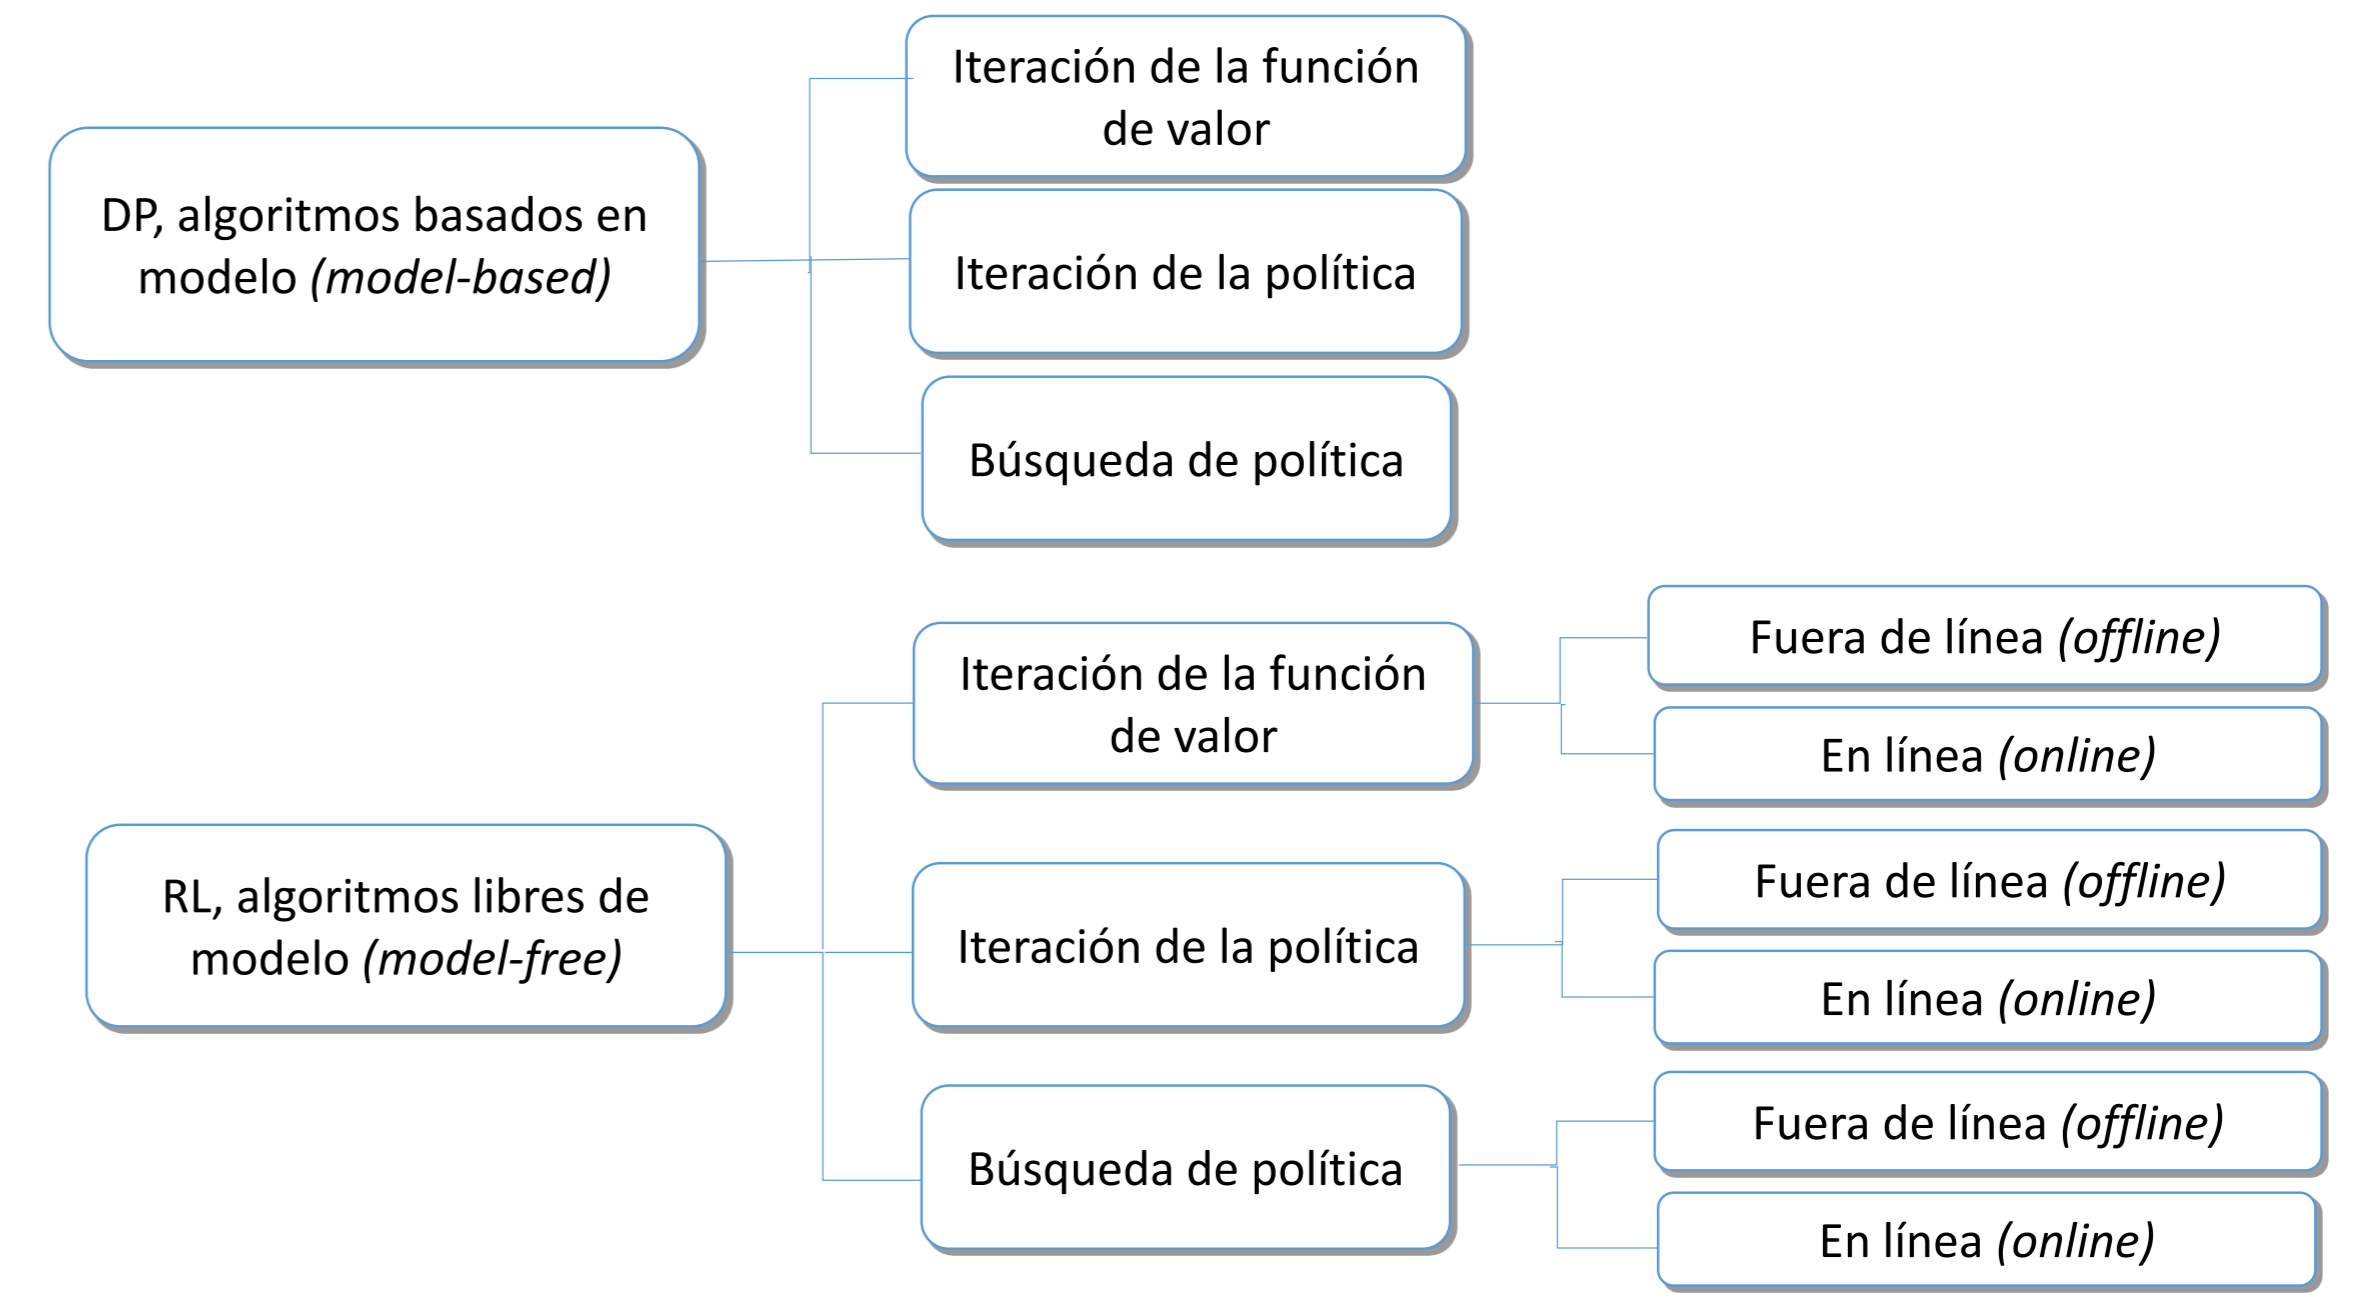 DP, algoritmos basados en
modelo (model-based)
Iteración de la función
de valor
Iteración de la política
Búsqueda de política
RL, algoritmos libres de
modelo (model-free)
Iteración de la función
de valor
Fuera de línea (offline)
En línea (online)
Iteración de la política
Fuera de línea (offline)
En línea (online)
Búsqueda de política
Fuera de línea (offline)
En línea (online)